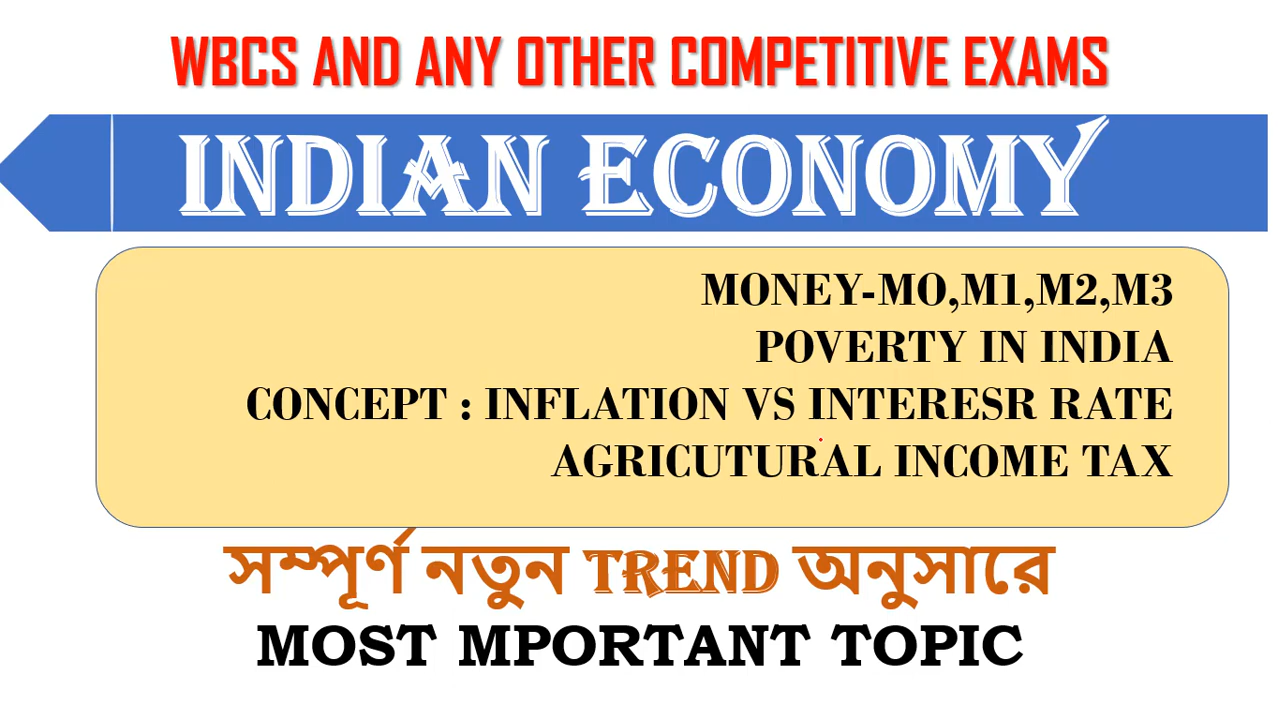 WBCS AND ANY OTHER COMPETITIVE EXAMS
INDIAN ECONOMY
MONEY-MO,M1,M2,M3
POVERTY IN INDIA
CONCEPT : INFLATION VS INTERESR RATE
AGRICUTURAL INCOME TAX
সম্পূর্ণ নতুন TREND অনুসারে
MOST MPORTANT TOPIC